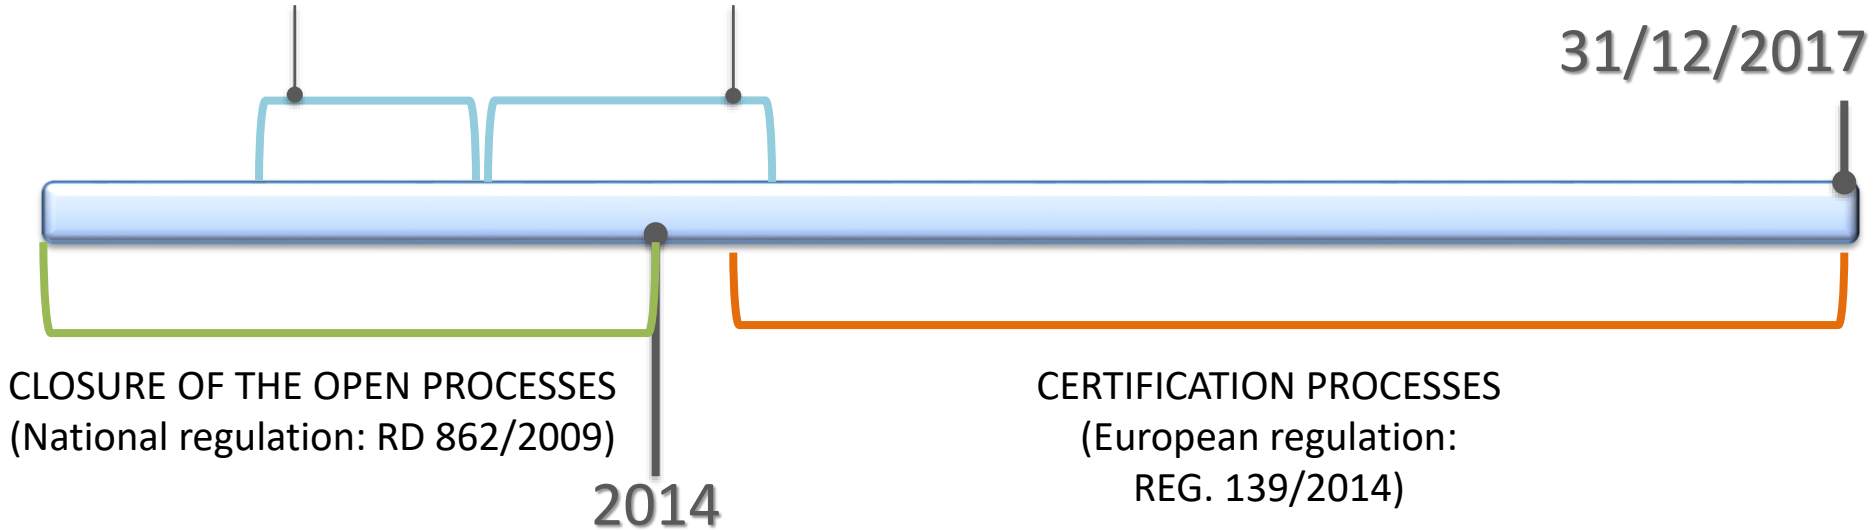 31/12/2017
CLOSURE OF THE OPEN PROCESSES
(National regulation: RD 862/2009)
2014
CERTIFICATION PROCESSES
(European regulation:
REG. 139/2014)